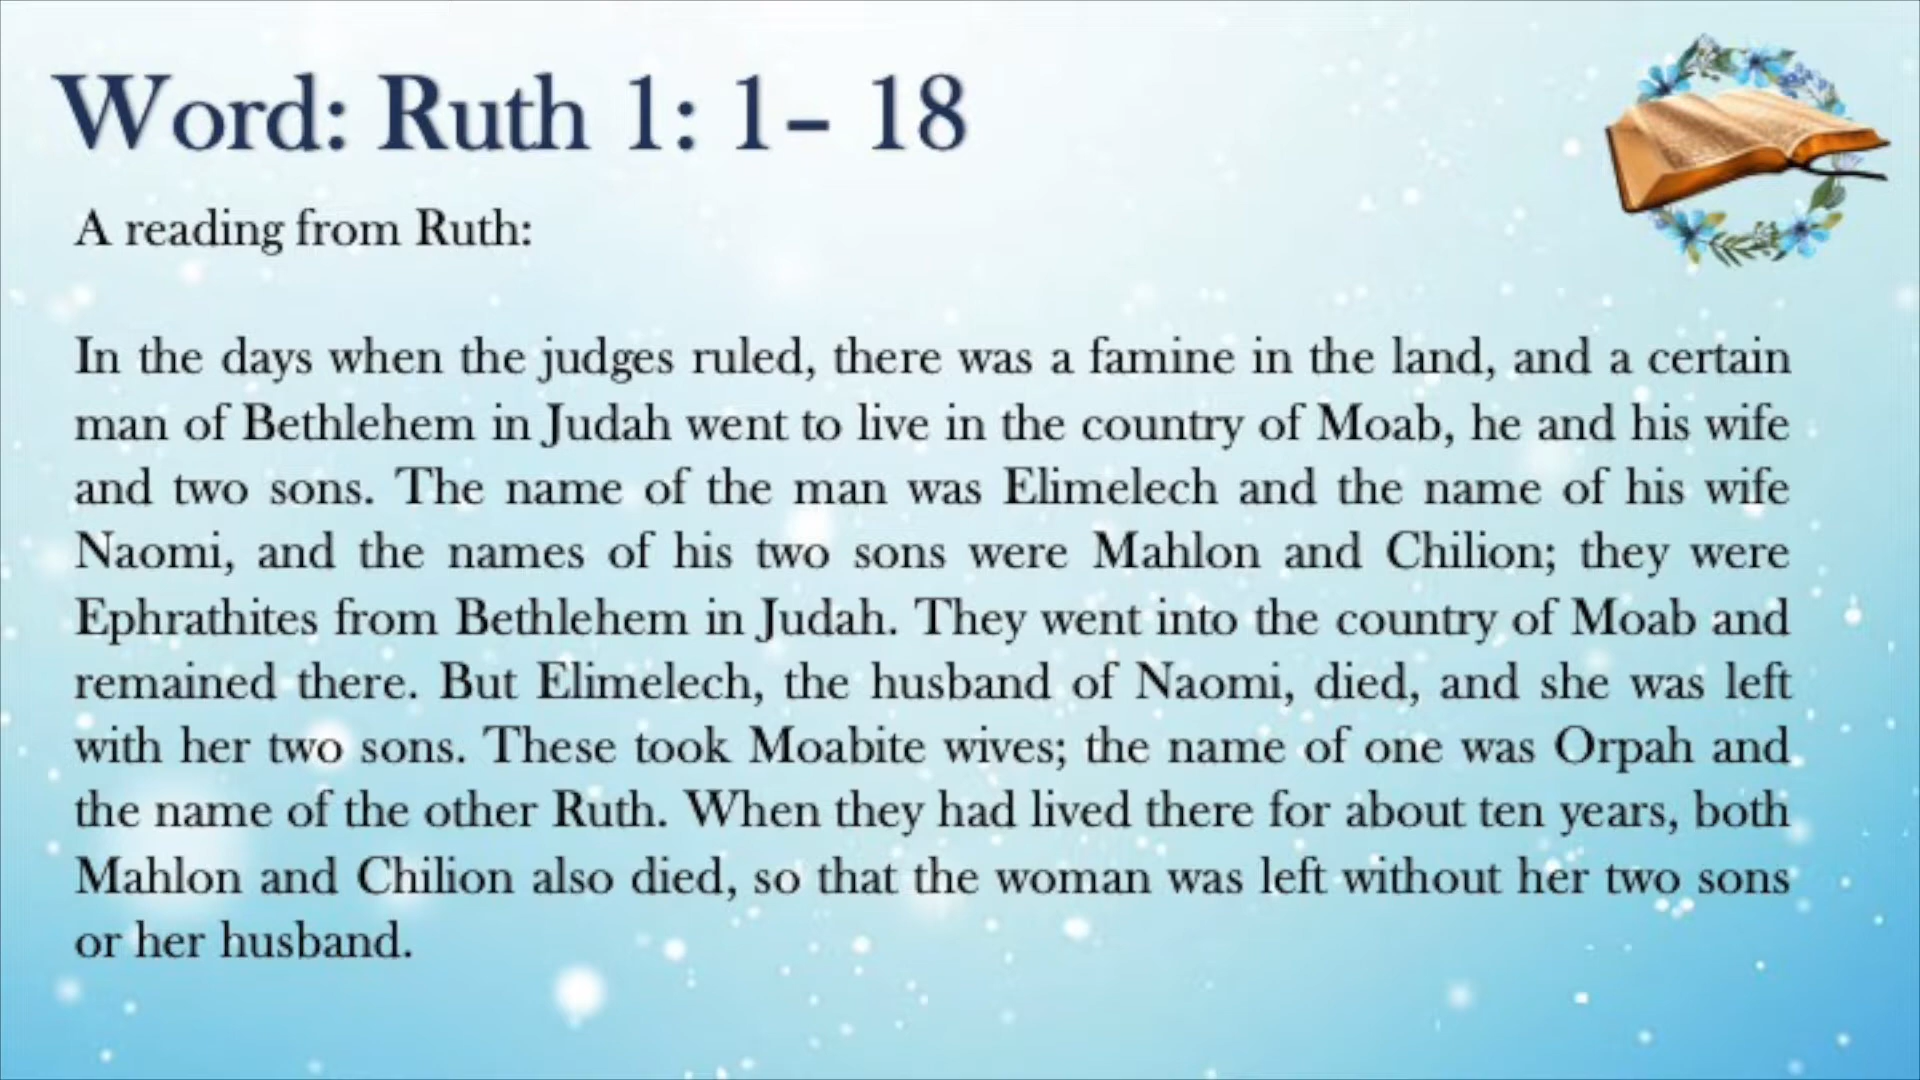 Word: Ruth 1: 1– 18
A reading from Ruth:
In the days when the judges ruled, there was a famine in the land, and a certain
man of Bethlehem in Judah went to live in the country of Moab, he and his wife
and two sons. The name of the man was Elimelech and the name of his wife
Naomi, and the names of his two sons were Mahlon and Chilion; they were
Ephrathites from Bethlehem in Judah. They went into the country of Moab and
remained there. But Elimelech, the husband of Naomi, died, and she was left
with her two sons. These took Moabite wives; the name of one was Orpah and
the name of the other Ruth. When they had lived there for about ten years, both
Mahlon and Chilion also died, so that the woman was left without her two sons
or her husband.